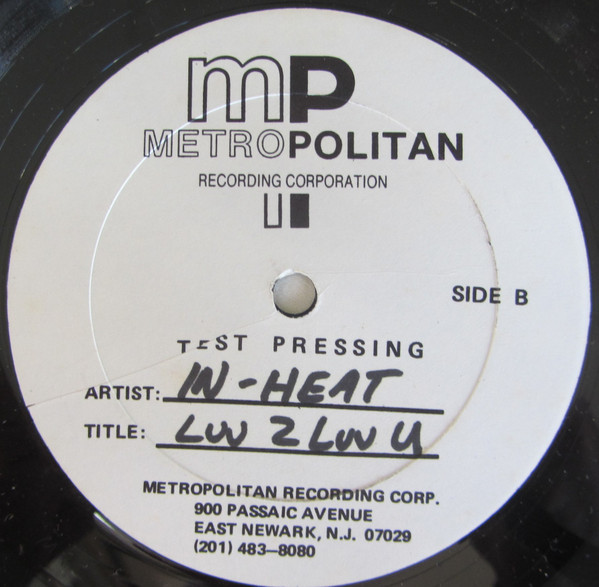 mP
METROPOLITAN
RECORDING CORPORATION
SIDE B
TEST PRESSING
ARTIST: IN-HEAT
TITLE: LUV 2 LUV U
METROPOLITAN RECORDING CORP.
900 PASSAIC AVENUE
EAST NEWARK, N.J. 07029
(201) 483-8080